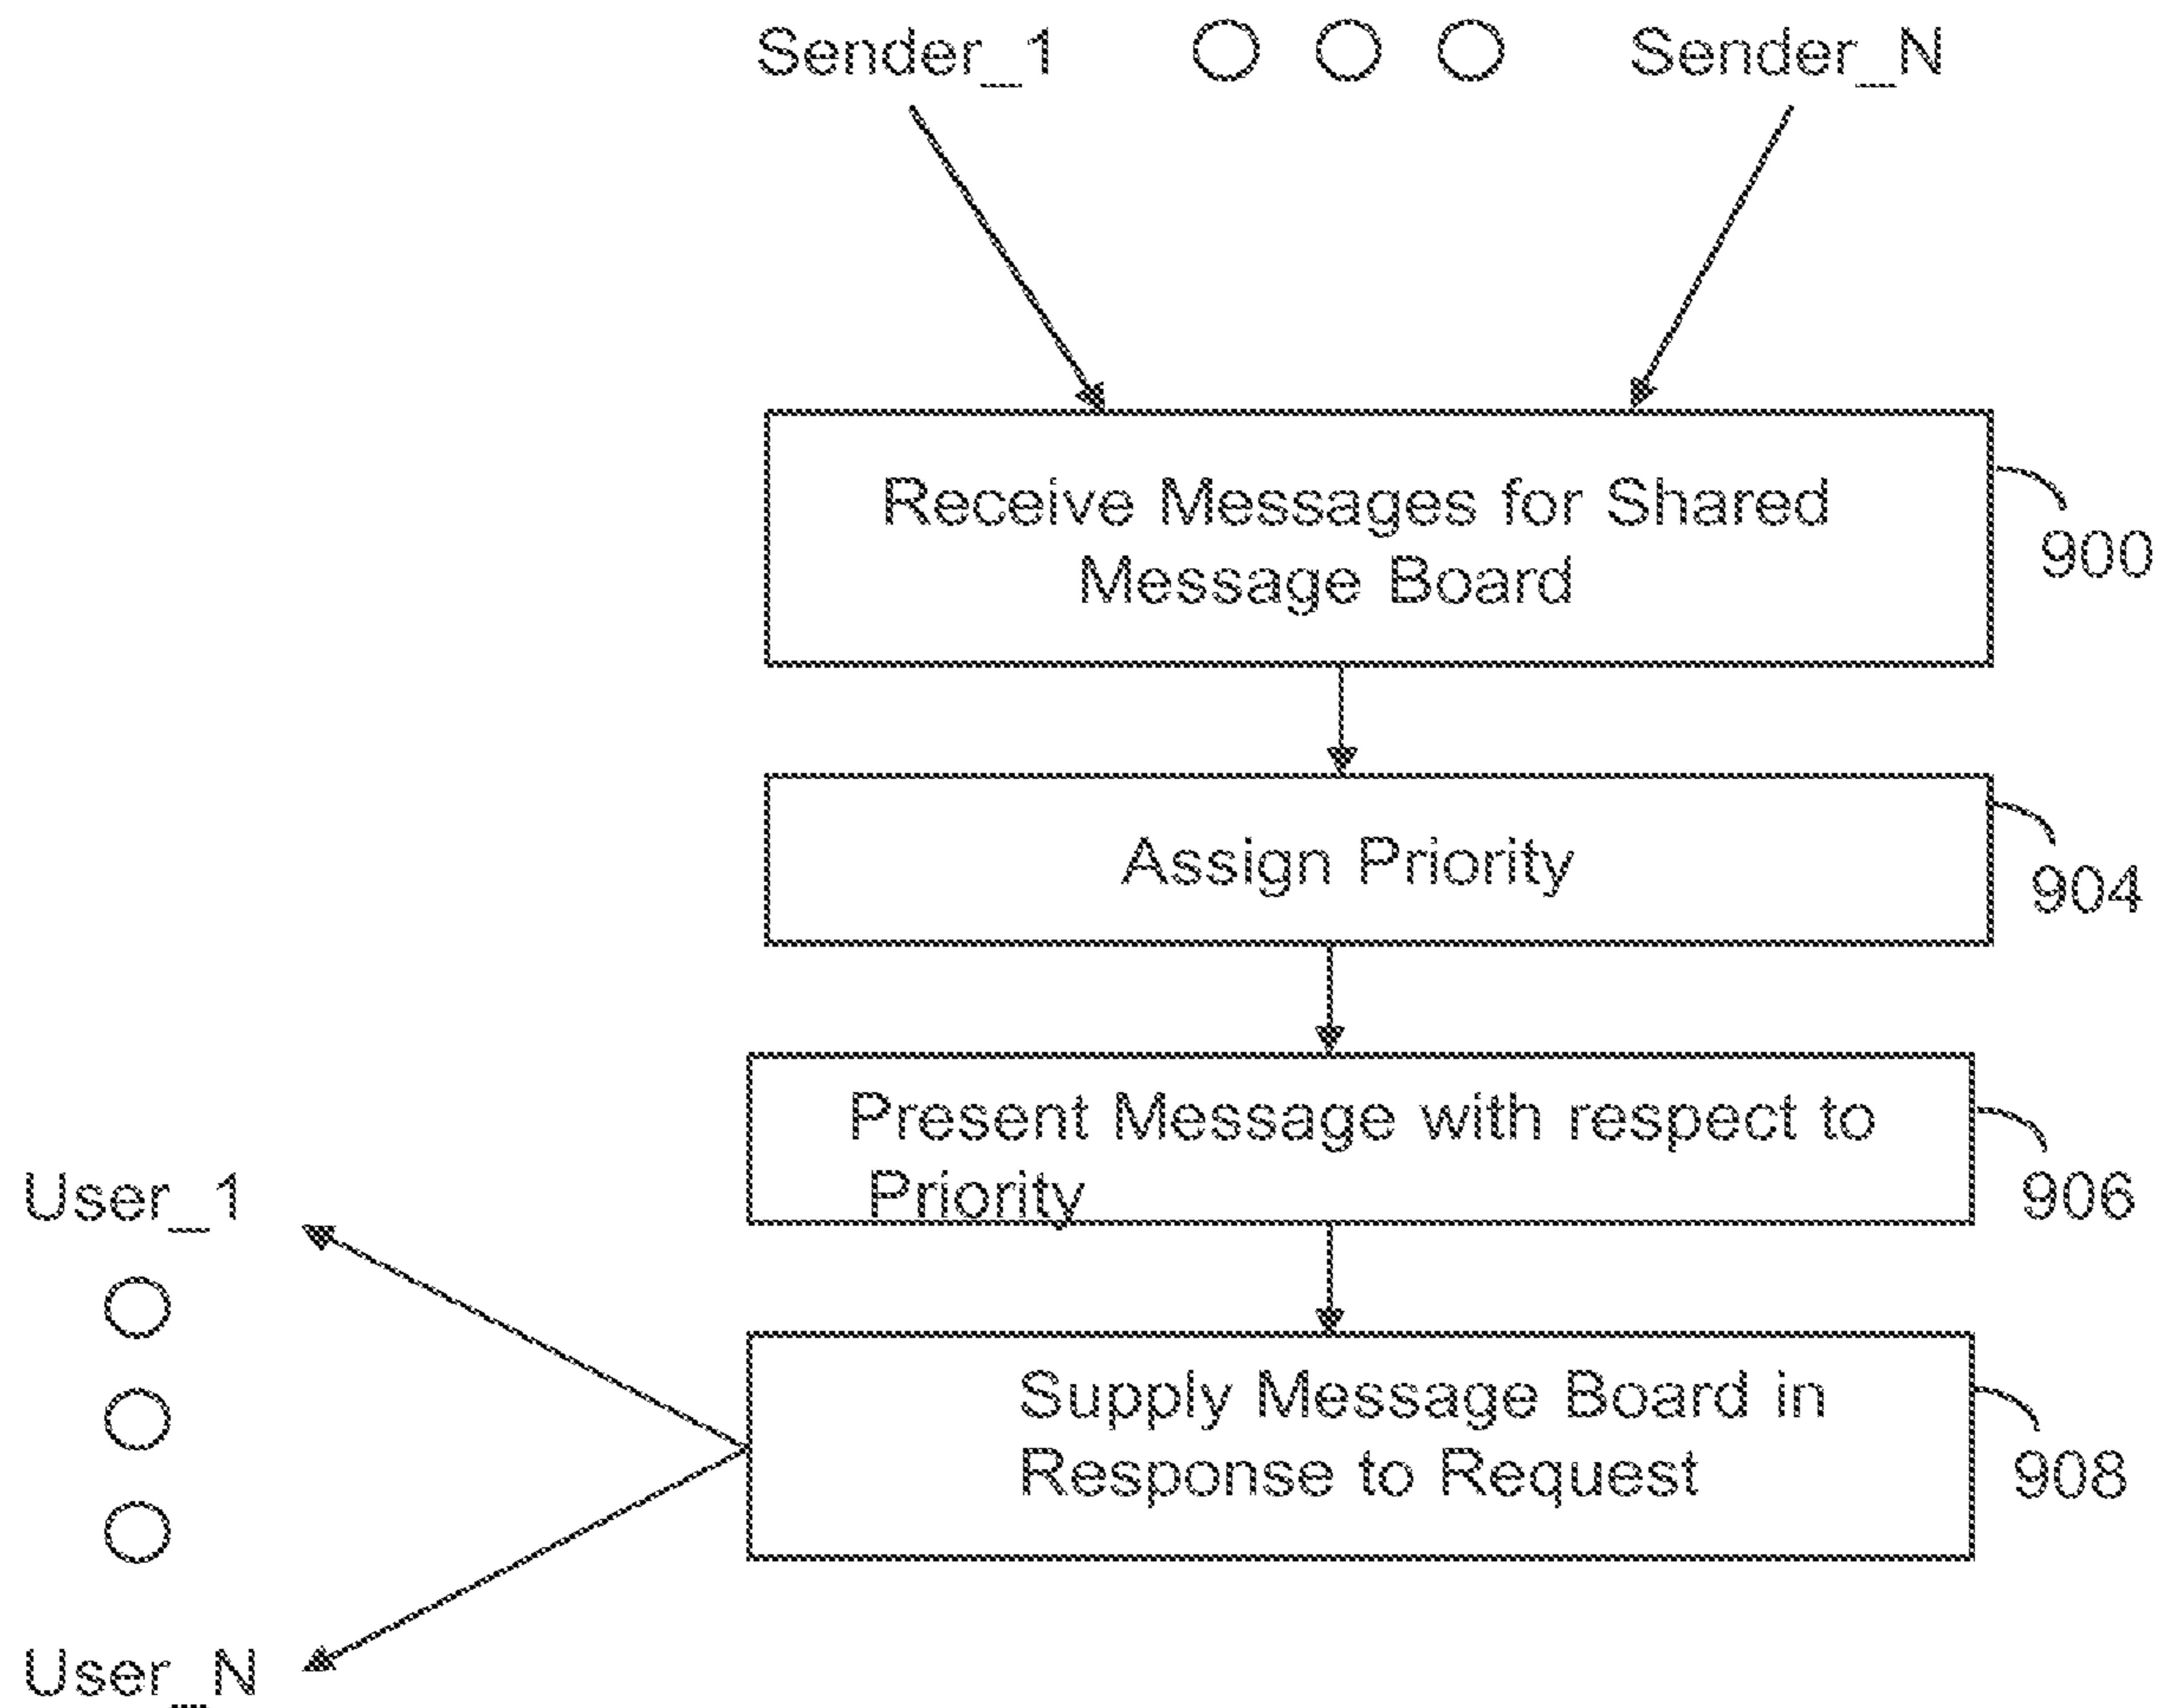 Sender_1
Sender_N
Receive Messages for Shared
Message Board
900
Assign Priority
904
Present Message with respect to
Priority
906
User_1
Supply Message Board in
Response to Request
908
User_N